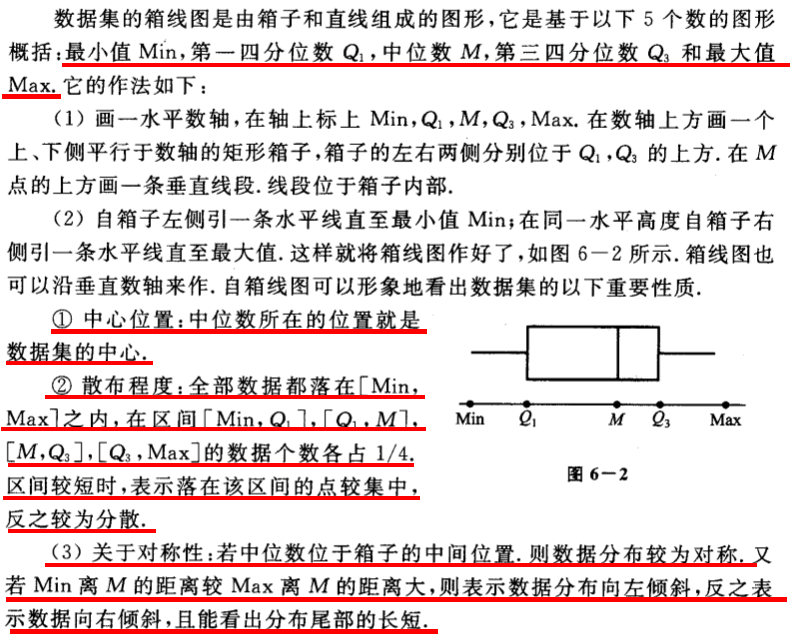 数据集的箱线图是由箱子和直线组成的图形,它是基于以下 5 个数的图形
概括:最小值 Min,第一四分位数 Q₁,中位数 M,第三四分位数 Q₃ 和最大值
Max. 它的作法如下:
(1) 画一水平数轴,在轴上标上 Min,Q₁,M,Q₃,Max. 在数轴上方画一个
上、下侧平行于数轴的矩形箱子,箱子的左右两侧分别位于 Q₁,Q₃ 的上方. 在 M
点的上方画一条垂直线段. 线段位于箱子内部.
(2) 自箱子左侧引一条水平线直至最小值 Min;在同一水平高度自箱子右
侧引一条水平线直至最大值. 这样就将箱线图作好了,如图 6-2 所示. 箱线图也
可以沿垂直数轴来作. 自箱线图可以形象地看出数据集的以下重要性质.
① 中心位置:中位数所在的位置就是
数据集的中心.
② 散布程度:全部数据都落在[Min,
Max]之内,在区间[Min,Q₁],[Q₁,M],
[M,Q₃],[Q₃,Max]的数据个数各占 1/4.
区间较短时,表示落在该区间的点较集中,
反之较为分散.
Min Q₁ M Q₃ Max
图 6-2
(3) 关于对称性:若中位数位于箱子的中间位置. 则数据分布较为对称. 又
若 Min 离 M 的距离较 Max 离 M 的距离大,则表示数据分布向左倾斜,反之表
示数据向右倾斜,且能看出分布尾部的长短.